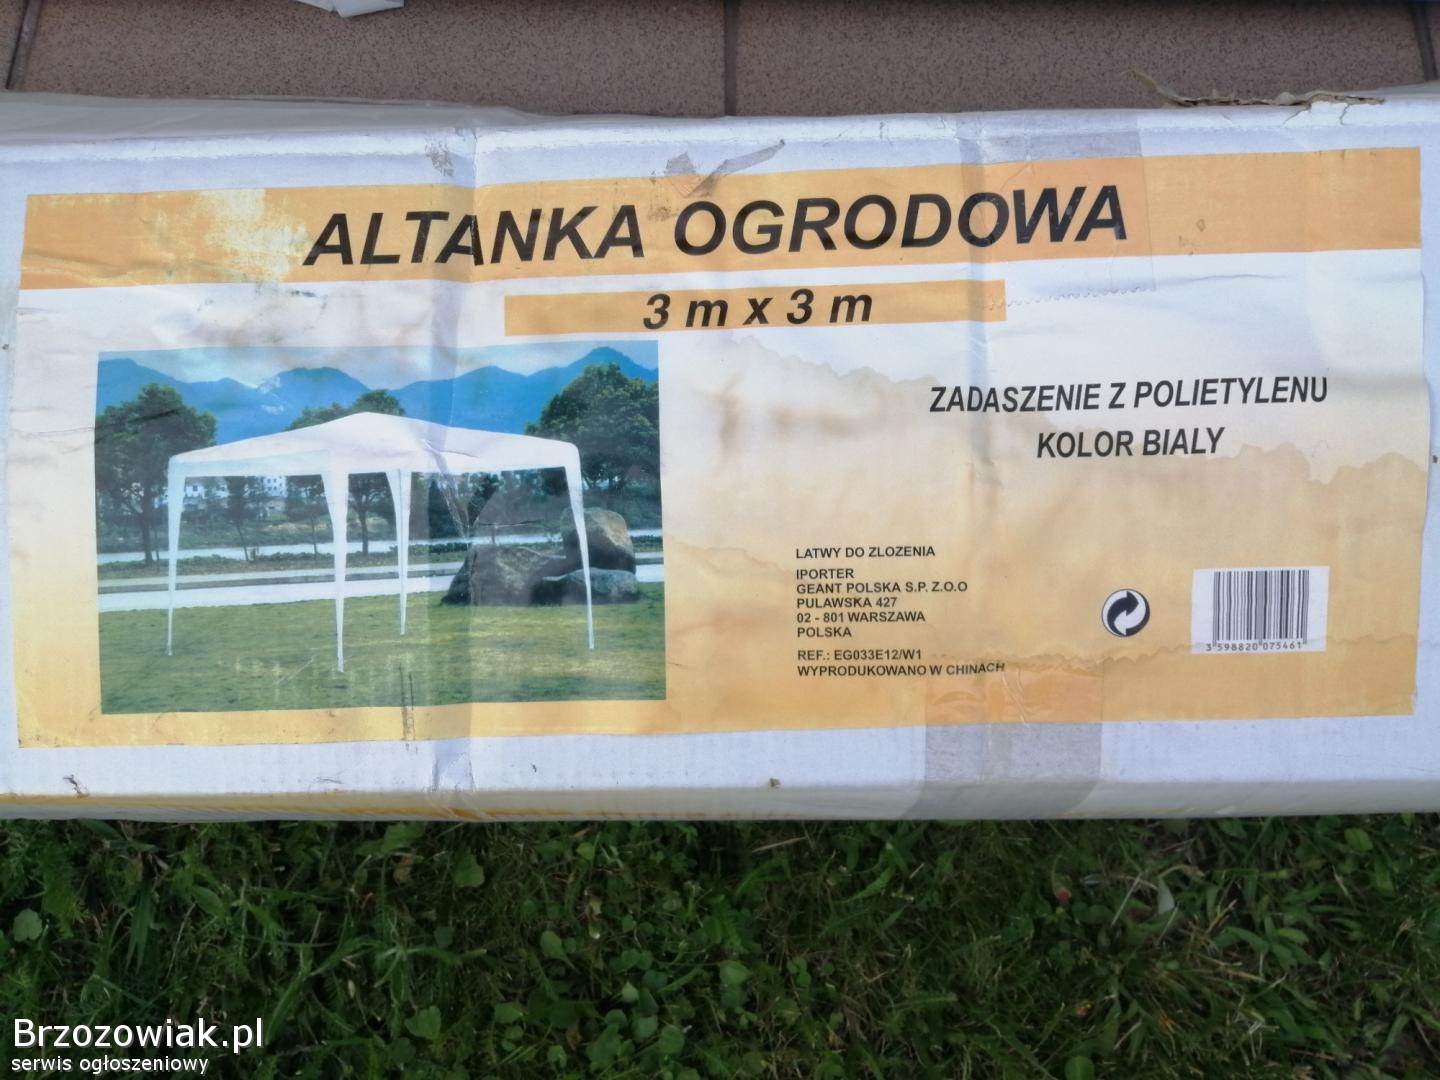 ALTANKA OGRODOWA
3 m x 3 m
ZADASZENIE Z POLIETYLENU
KOLOR BIALY
LATWY DO ZLOZENIA
IPORTER
GEANT POLSKA S.P. Z.O.O
PULAWSKA 427
02 - 801 WARSZAWA
POLSKA
REF.: EG033E12/W1
WYPRODUKOWANO W CHINACH
3 598820 075461
Brzozowiak.pl
serwis ogłoszeniowy